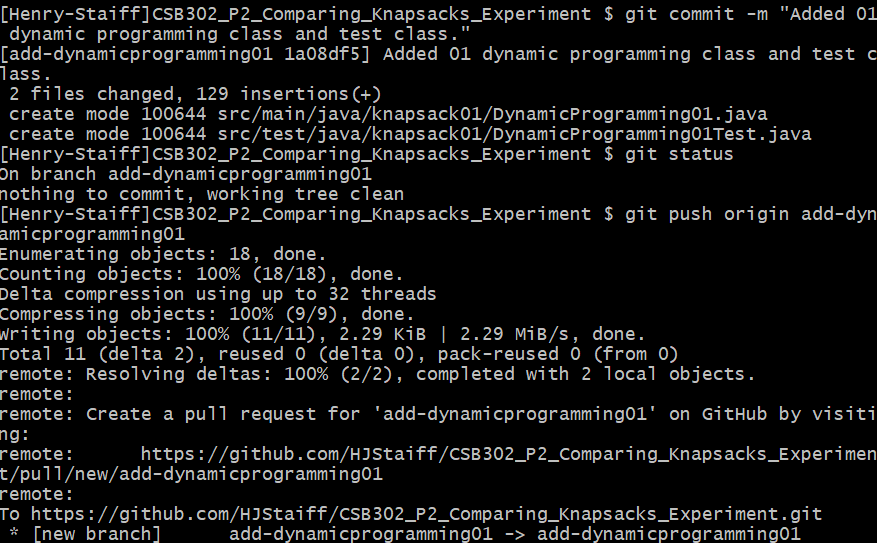 [Henry-Staiff]CSB302_P2_Comparing_Knapsacks_Experiment $ git commit -m "Added 01
 dynamic programming class and test class."
[add-dynamicprogramming01 1a08df5] Added 01 dynamic programming class and test c
lass.
 2 files changed, 129 insertions(+)
 create mode 100644 src/main/java/knapsack01/DynamicProgramming01.java
 create mode 100644 src/test/java/knapsack01/DynamicProgramming01Test.java
[Henry-Staiff]CSB302_P2_Comparing_Knapsacks_Experiment $ git status
On branch add-dynamicprogramming01
nothing to commit, working tree clean
[Henry-Staiff]CSB302_P2_Comparing_Knapsacks_Experiment $ git push origin add-dyn
amicprogramming01
Enumerating objects: 18, done.
Counting objects: 100% (18/18), done.
Delta compression using up to 32 threads
Compressing objects: 100% (9/9), done.
Writing objects: 100% (11/11), 2.29 KiB | 2.29 MiB/s, done.
Total 11 (delta 2), reused 0 (delta 0), pack-reused 0 (from 0)
remote: Resolving deltas: 100% (2/2), completed with 2 local objects.
remote:
remote: Create a pull request for 'add-dynamicprogramming01' on GitHub by visiti
ng:
remote:      https://github.com/HJStaiff/CSB302_P2_Comparing_Knapsacks_Experimen
t/pull/new/add-dynamicprogramming01
remote:
To https://github.com/HJStaiff/CSB302_P2_Comparing_Knapsacks_Experiment.git
 * [new branch]      add-dynamicprogramming01 -> add-dynamicprogramming01